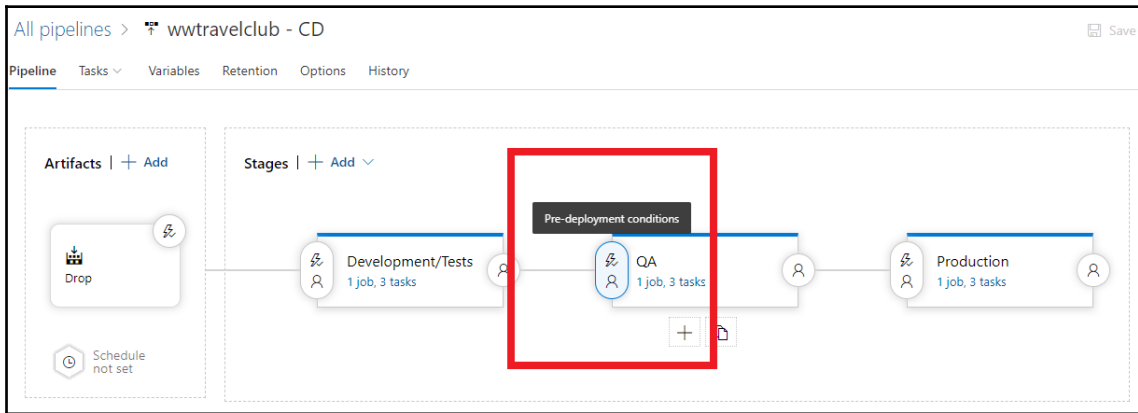 All pipelines > wwtravelclub - CD
Save
Pipeline Tasks Variables Retention Options History
Artifacts | + Add
Stages | + Add
Pre-deployment conditions
Drop
Development/Tests
1 job, 3 tasks
QA
1 job, 3 tasks
Production
1 job, 3 tasks
Schedule
not set